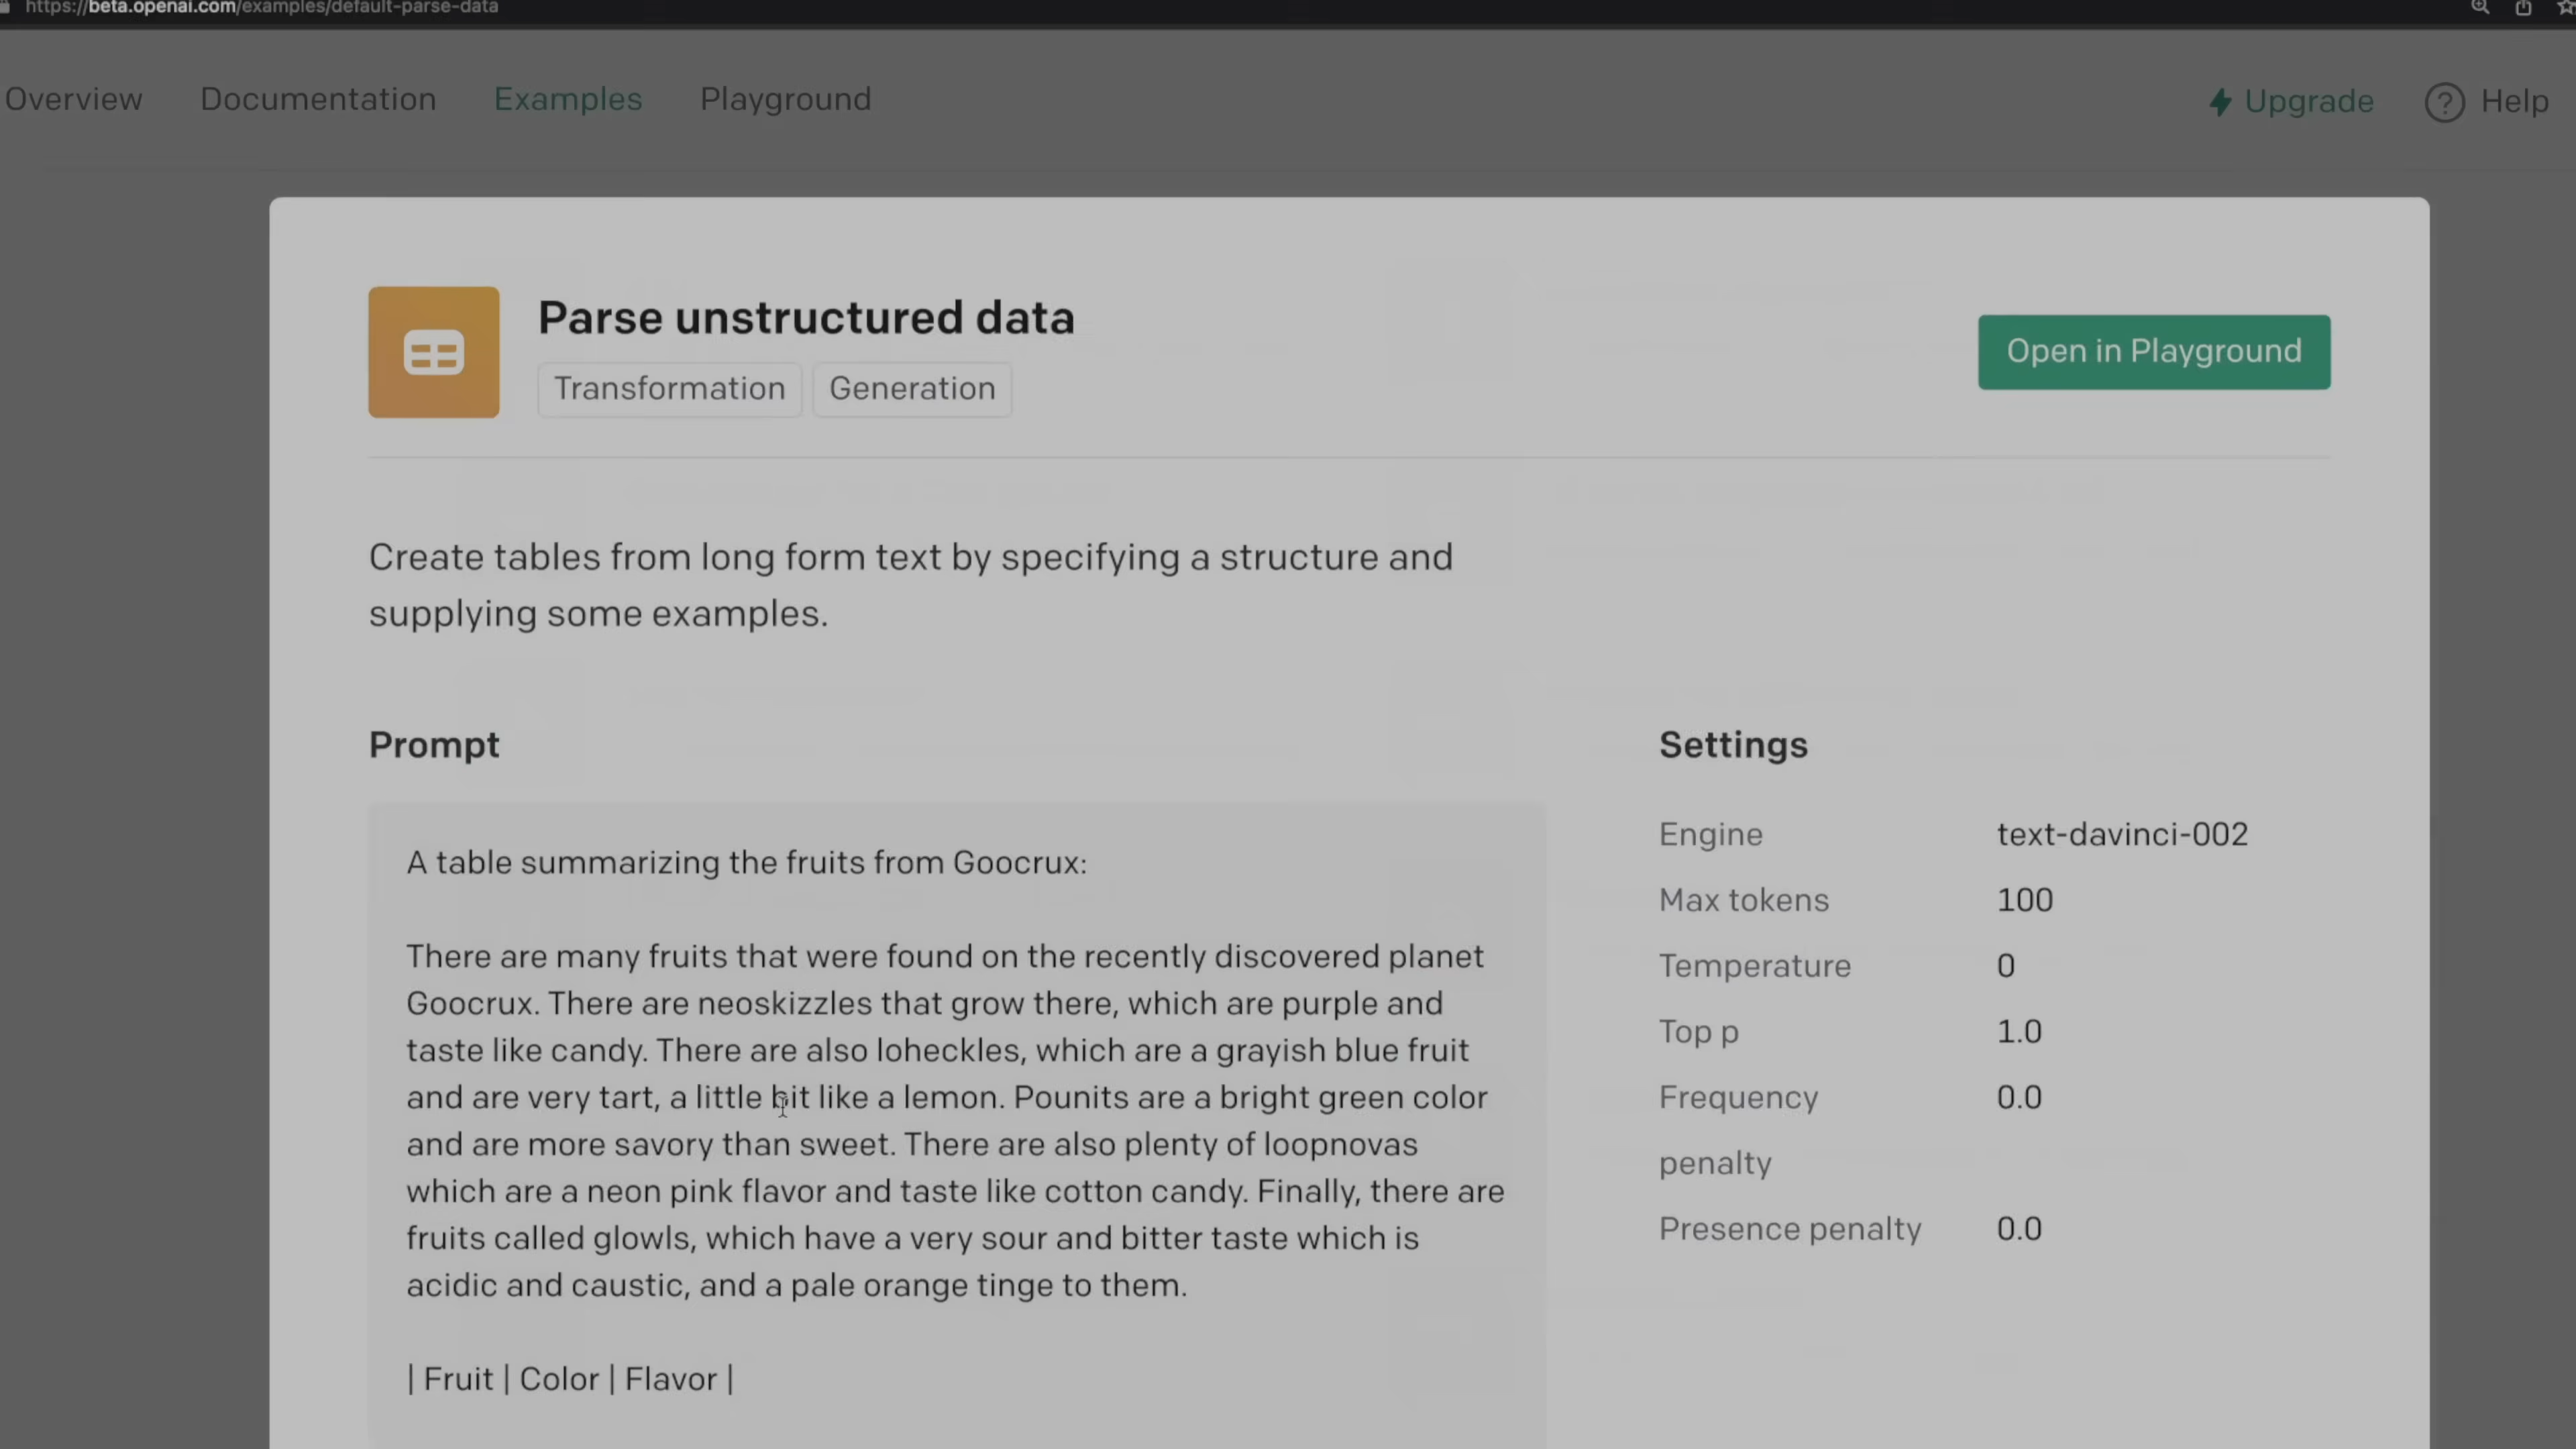 https://beta.openai.com/examples/default-parse-data
Overview Documentation Examples Playground Upgrade ? Help
Parse unstructured data
Transformation Generation
Open in Playground
Create tables from long form text by specifying a structure and
supplying some examples.
Prompt
A table summarizing the fruits from Goocrux:
There are many fruits that were found on the recently discovered planet
Goocrux. There are neoskizzles that grow there, which are purple and
taste like candy. There are also loheckles, which are a grayish blue fruit
and are very tart, a little bit like a lemon. Pounits are a bright green color
and are more savory than sweet. There are also plenty of loopnovas
which are a neon pink flavor and taste like cotton candy. Finally, there are
fruits called glowls, which have a very sour and bitter taste which is
acidic and caustic, and a pale orange tinge to them.
| Fruit | Color | Flavor |
Settings
Engine text-davinci-002
Max tokens 100
Temperature 0
Top p 1.0
Frequency 0.0
penalty
Presence penalty 0.0